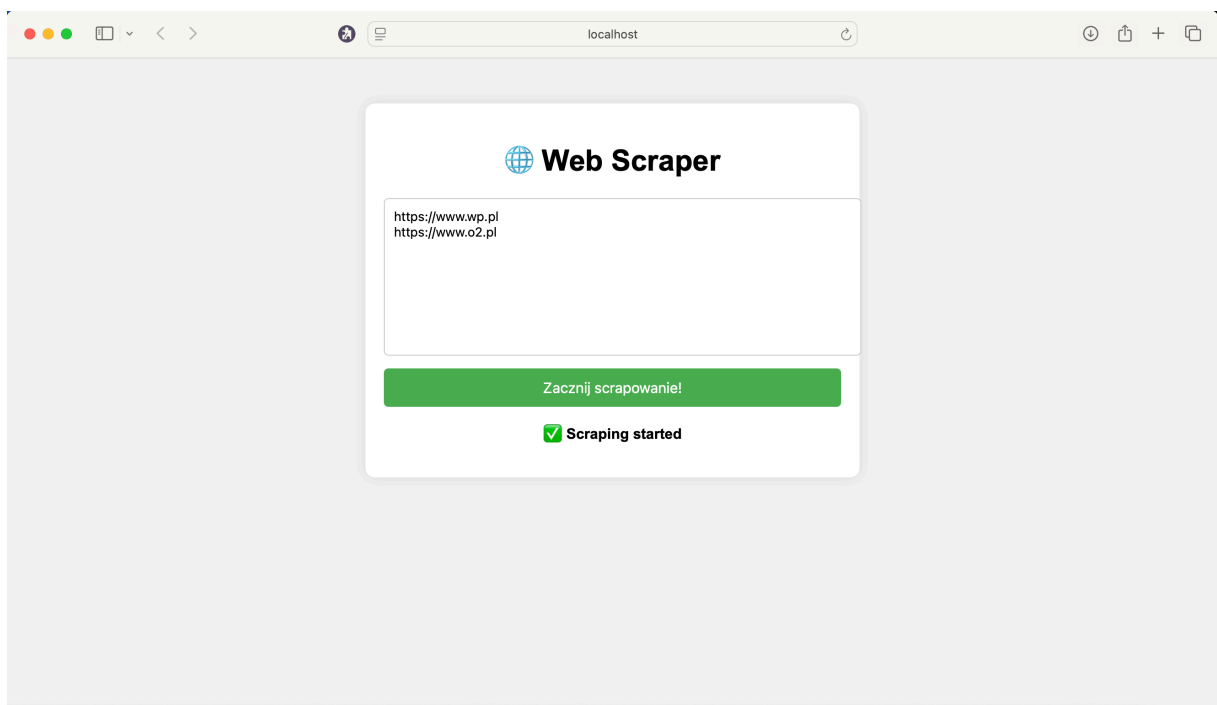 localhost
🌐 Web Scraper
https://www.wp.pl
https://www.o2.pl
Zacznij scrapowanie!
✅ Scraping started